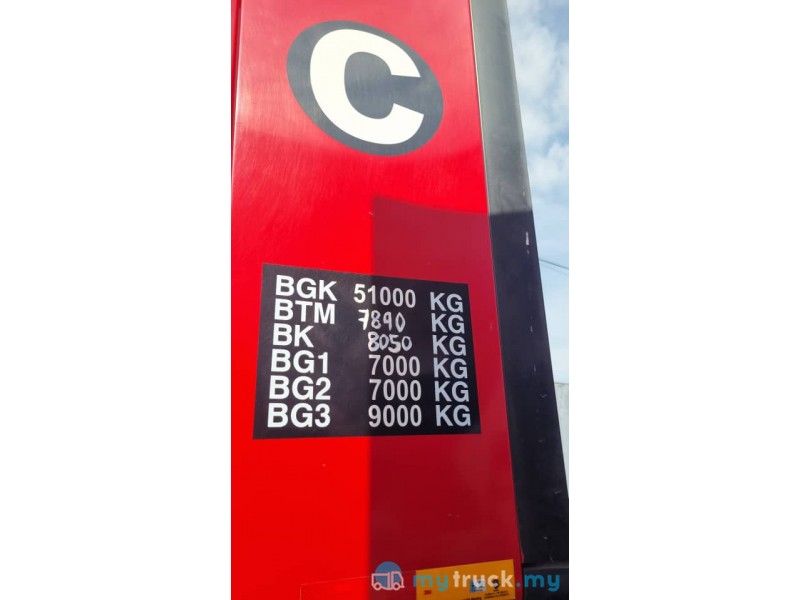 C
BGK 51000 KG
BTM 7890 KG
BK 8050 KG
BG1 7000 KG
BG2 7000 KG
BG3 9000 KG
mytruck.my